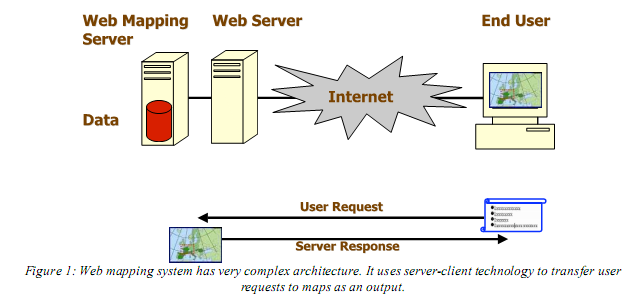 Web Mapping Server
Web Server
End User
Internet
Data
User Request
Server Response
Figure 1: Web mapping system has very complex architecture. It uses server-client technology to transfer user
requests to maps as an output.